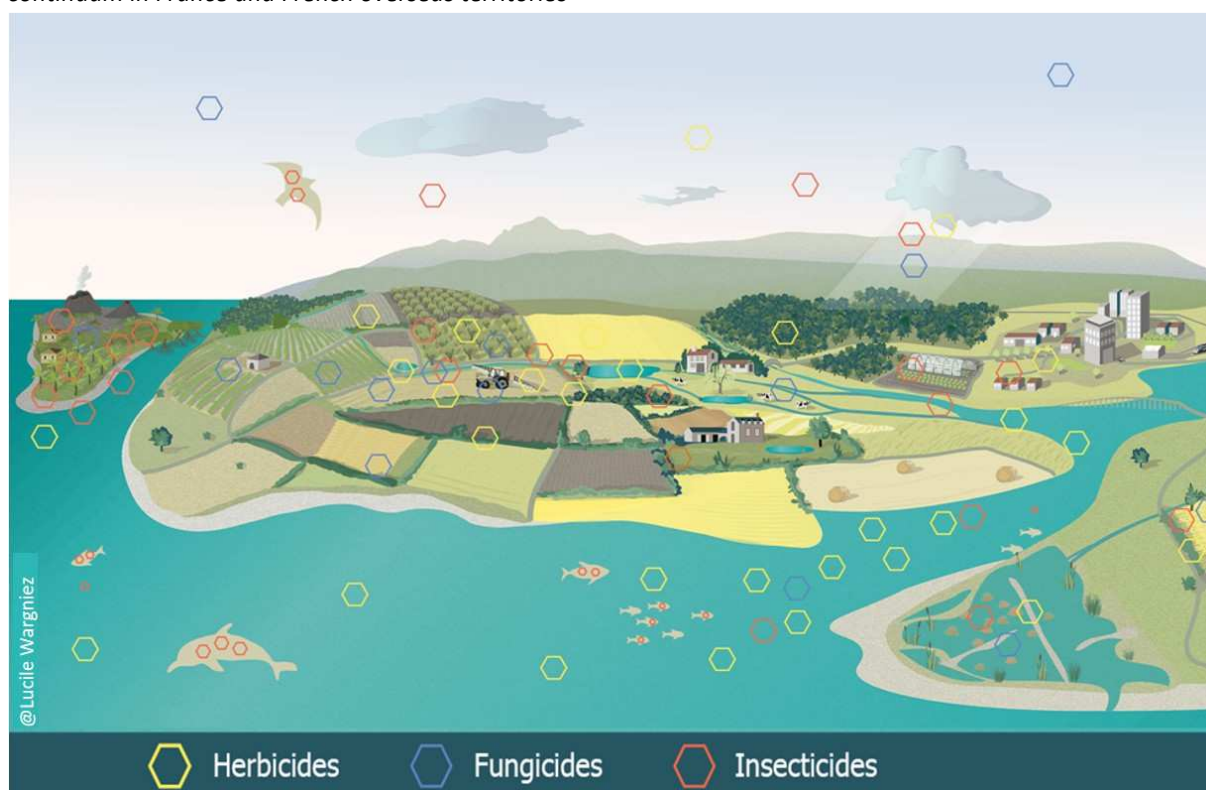 continuum in France and French overseas territories
@Lucile Wargniez
Herbicides
Fungicides
Insecticides